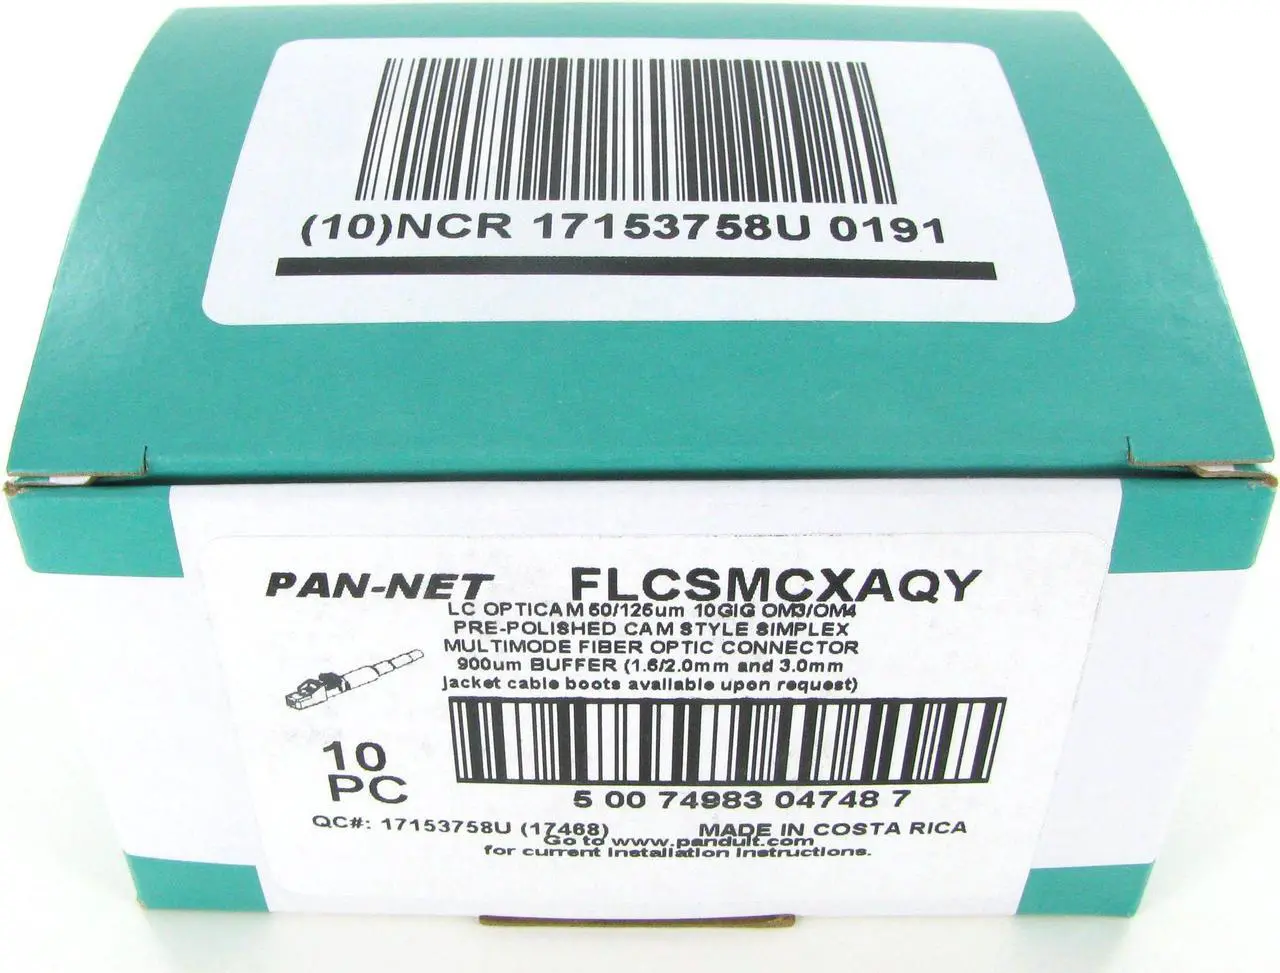 (10)NCR 17153758U 0191
PAN-NET FLCSMCXAQY
LC OPTICAM 50/125um 10GIG OM3/OM4
PRE-POLISHED CAM STYLE SIMPLEX
MULTIMODE FIBER OPTIC CONNECTOR
900um BUFFER (1.6/2.0mm and 3.0mm
jacket cable boots available upon request)
10
PC
5 00 74983 04748 7
QC#: 17153758U (17468) MADE IN COSTA RICA
Go to www.panduit.com
for current Installation Instructions.